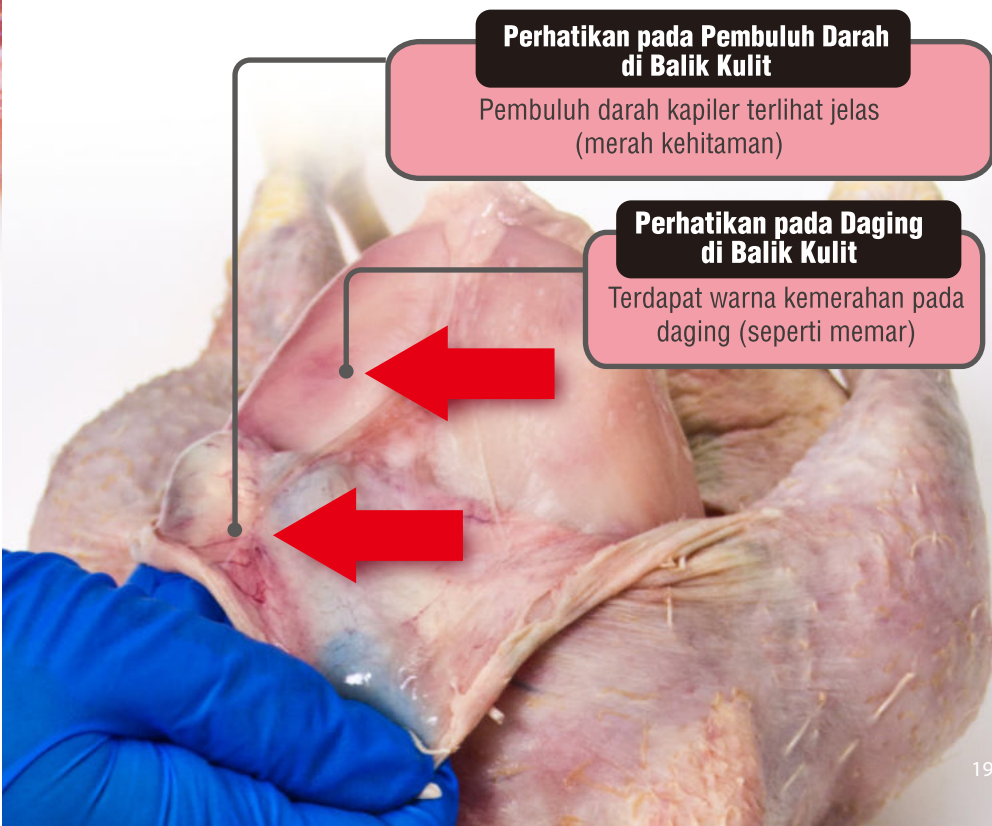 Perhatikan pada Pembuluh Darah
di Balik Kulit
Pembuluh darah kapiler terlihat jelas
(merah kehitaman)
Perhatikan pada Daging
di Balik Kulit
Terdapat warna kemerahan pada
daging (seperti memar)
19